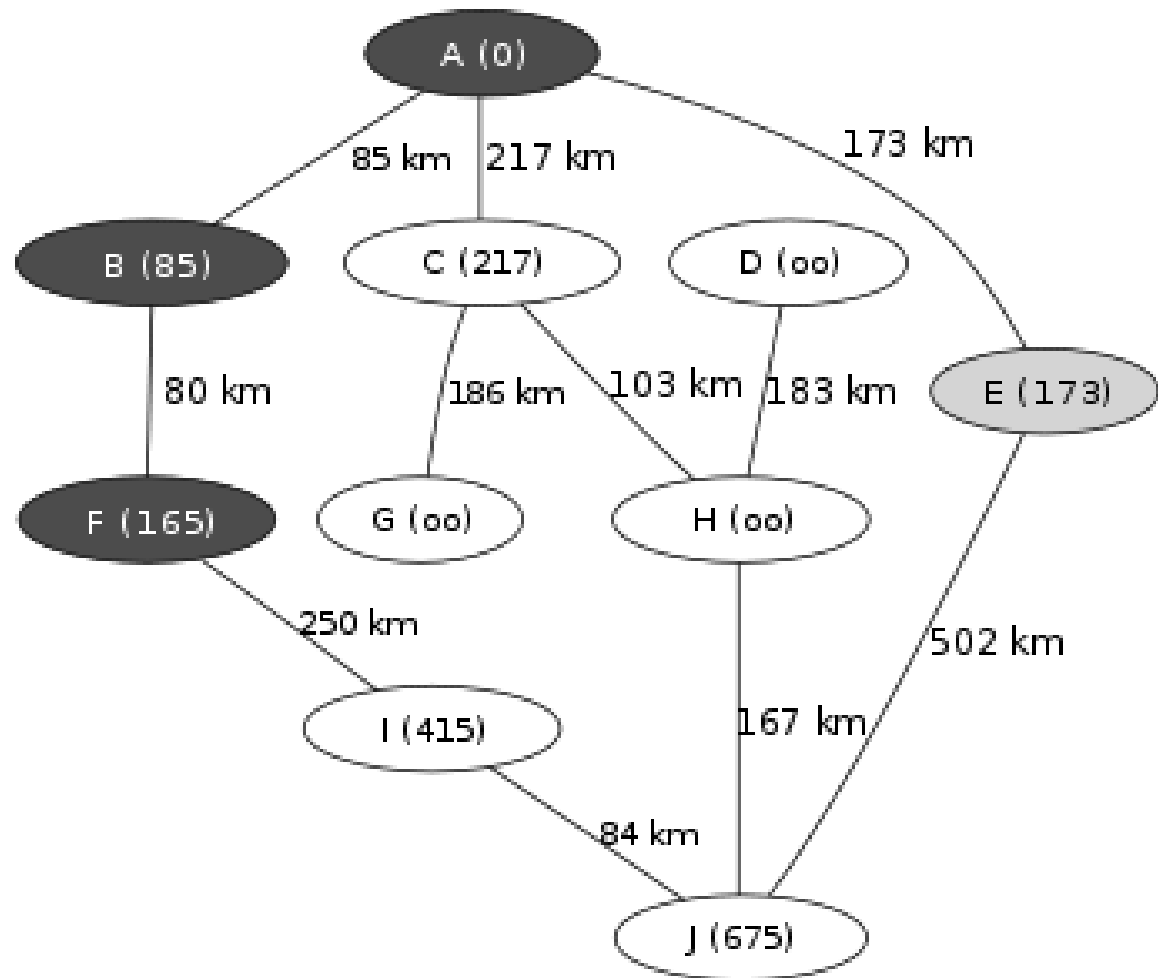 A (0)
85 km
217 km
173 km
B (85)
C (217)
D (oo)
80 km
186 km
103 km
183 km
E (173)
F (165)
G (oo)
H (oo)
250 km
502 km
I (415)
167 km
84 km
J (675)